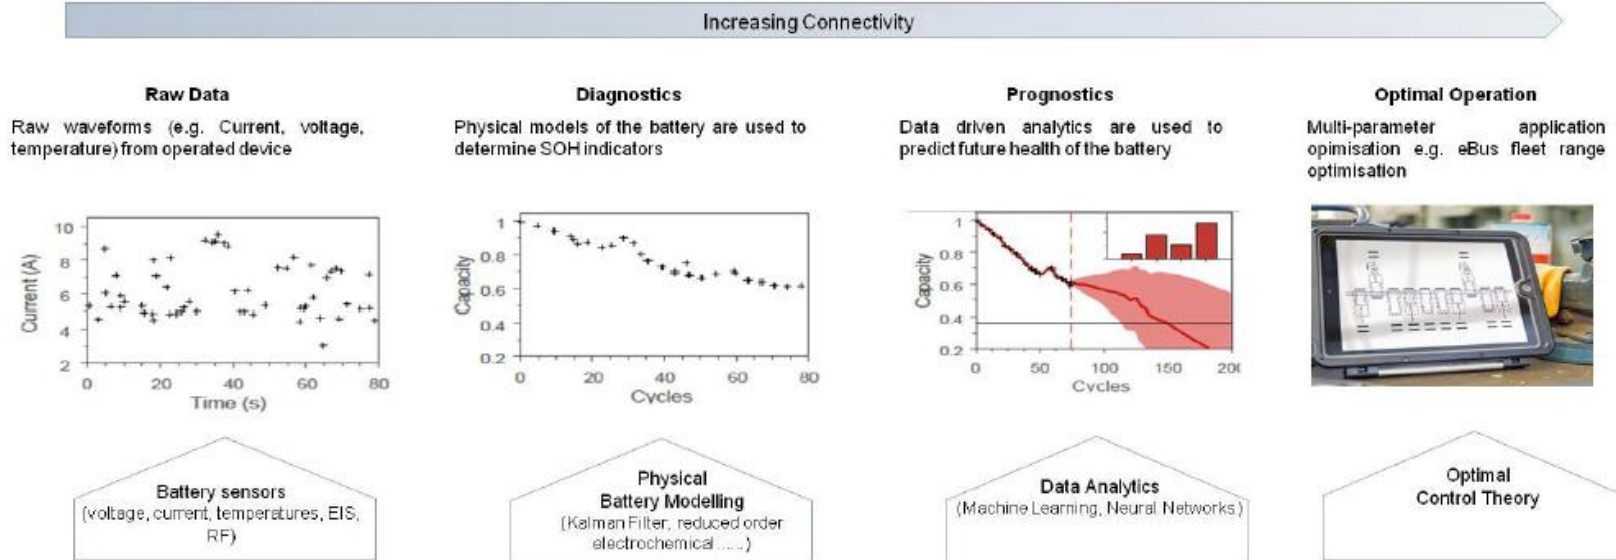 Increasing Connectivity
Raw Data
Raw waveforms (e.g. Current, voltage,
temperature) from operated device
10
8
6
4
2
Current (A)
0 20 40 60 80
Time (s)
Battery sensors
(voltage, current, temperatures, EIS,
RF)
Diagnostics
Physical models of the battery are used to
determine SOH indicators
1
0.8
0.6
0.4
0.2
Capacity
0 20 40 60 80
Cycles
Physical
Battery Modelling
(Kalman Filter, reduced order
electrochemical ......)
Prognostics
Data driven analytics are used to
predict future health of the battery
1
0.8
0.6
0.4
0.2
Capacity
0 50 100 150 20
Cycles
Data Analytics
(Machine Learning, Neural Networks)
Optimal Operation
Multi-parameter application
opimisation e.g. eBus fleet range
optimisation
Optimal
Control Theory